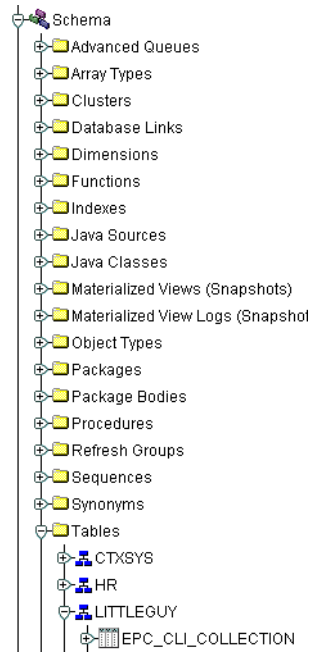 Schema
Advanced Queues
Array Types
Clusters
Database Links
Dimensions
Functions
Indexes
Java Sources
Java Classes
Materialized Views (Snapshots)
Materialized View Logs (Snapshot
Object Types
Packages
Package Bodies
Procedures
Refresh Groups
Sequences
Synonyms
Tables
CTXSYS
HR
LITTLEGUY
EPC_CLI_COLLECTION